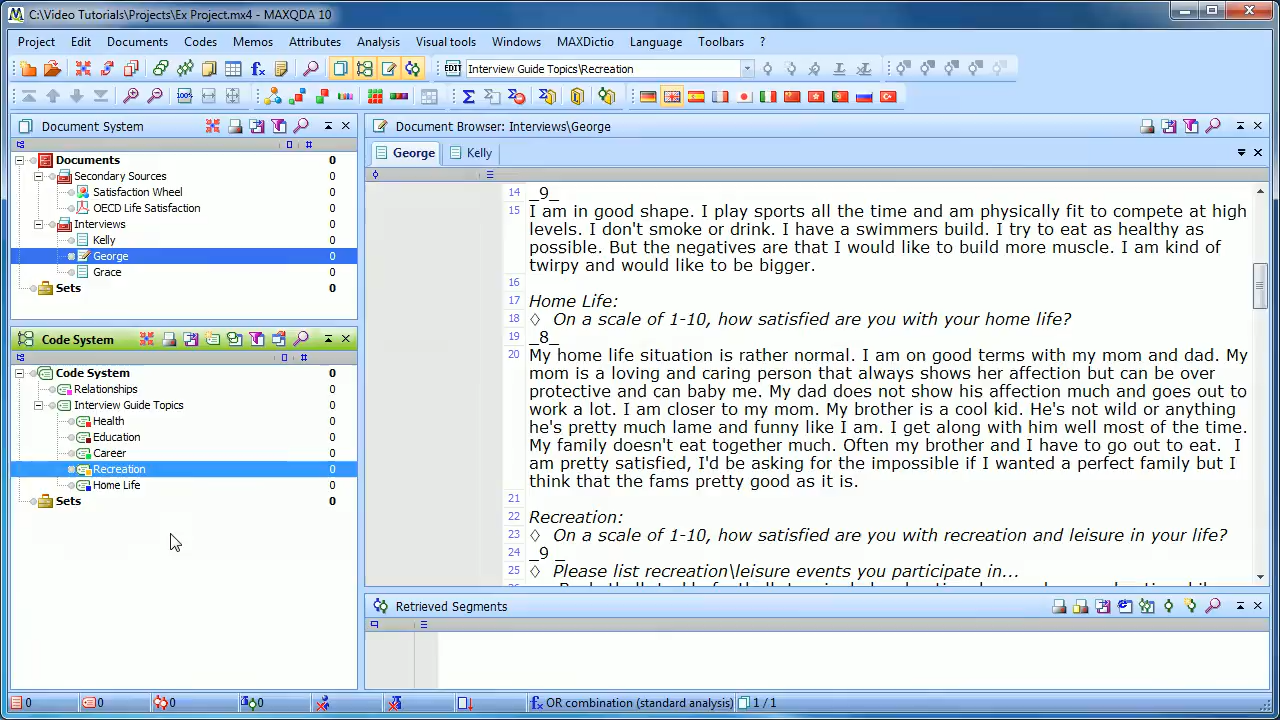 C:\Video Tutorials\Projects\Ex Project.mx4 - MAXQDA 10
Project Edit Documents Codes Memos Attributes Analysis Visual tools Windows MAXDictio Language Toolbars ?
EDIT Interview Guide Topics\Recreation
100%
Document System
Document Browser: Interviews\George
George Kelly
Documents 0
Secondary Sources 0
Satisfaction Wheel 0
OECD Life Satisfaction 0
Interviews 0
Kelly 0
George 0
Grace 0
Sets 0
Code System
Code System 0
Relationships 0
Interview Guide Topics 0
Health 0
Education 0
Career 0
Recreation 0
Home Life 0
Sets 0
14 _9_
15 I am in good shape. I play sports all the time and am physically fit to compete at high
levels. I don't smoke or drink. I have a swimmers build. I try to eat as healthy as
possible. But the negatives are that I would like to build more muscle. I am kind of
twirpy and would like to be bigger.
16
17 Home Life:
18 ◊ On a scale of 1-10, how satisfied are you with your home life?
19 _8_
20 My home life situation is rather normal. I am on good terms with my mom and dad. My
mom is a loving and caring person that always shows her affection but can be over
protective and can baby me. My dad does not show his affection much and goes out to
work a lot. I am closer to my mom. My brother is a cool kid. He's not wild or anything
he's pretty much lame and funny like I am. I get along with him well most of the time.
My family doesn't eat together much. Often my brother and I have to go out to eat.  I
am pretty satisfied, I'd be asking for the impossible if I wanted a perfect family but I
think that the fams pretty good as it is.
21
22 Recreation:
23 ◊ On a scale of 1-10, how satisfied are you with recreation and leisure in your life?
24 _9 _
25 ◊ Please list recreation\leisure events you participate in...
Retrieved Segments
0 0 0 0 OR combination (standard analysis) 1 / 1